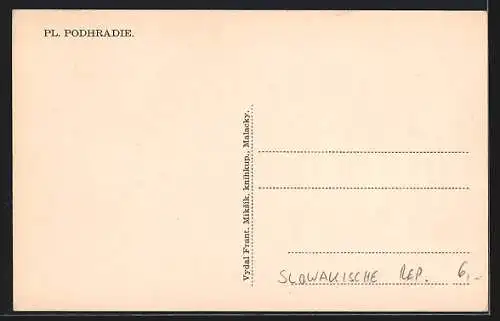 PL. PODHRADIE.
Vydal Frant. Mikšík, kníhkup., Malacky.
SLOWAKISCHE REP. 6,-